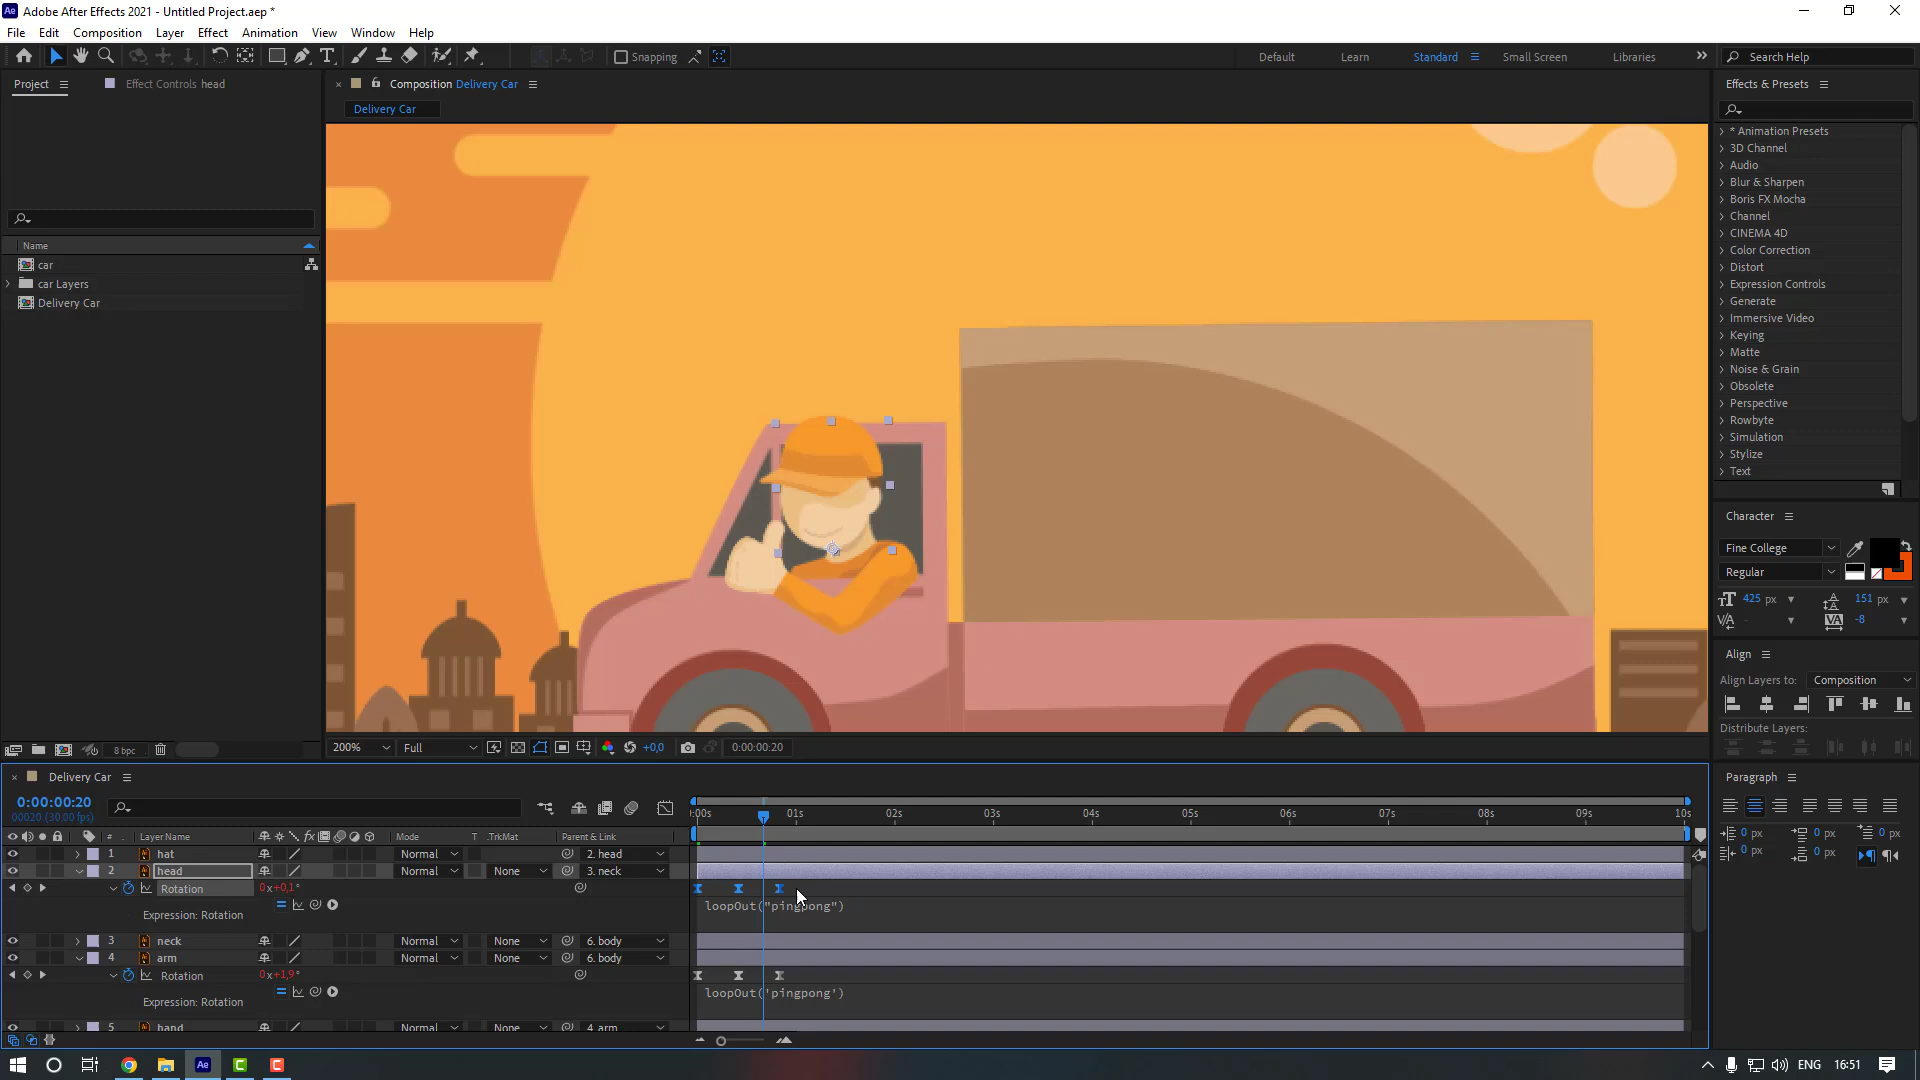 Adobe After Effects 2021 - Untitled Project.aep *
File Edit Composition Layer Effect Animation View Window Help
Snapping Default Learn Standard Small Screen Libraries Search Help
Project Effect Controls head
Composition Delivery Car
Delivery Car
Name
car
car Layers
Delivery Car
8 bpc
200% Full +0,0 0:00:00:20
Effects & Presets
* Animation Presets
3D Channel
Audio
Blur & Sharpen
Boris FX Mocha
Channel
CINEMA 4D
Color Correction
Distort
Expression Controls
Generate
Immersive Video
Keying
Matte
Noise & Grain
Obsolete
Perspective
Rowbyte
Simulation
Stylize
Text
Character
Fine College
Regular
425 px 151 px
- -8
Align
Align Layers to: Composition
Distribute Layers:
Paragraph
0 px 0 px 0 px
0 px 0 px
Delivery Car
0:00:00:20
00020 (30.00 fps)
:00s 01s 02s 03s 04s 05s 06s 07s 08s 09s 10s
# Layer Name Mode T .TrkMat Parent & Link
1 hat Normal 2. head
2 head Normal None 3. neck
Rotation 0x+0,1°
Expression: Rotation loopOut("pingpong")
3 neck Normal None 6. body
4 arm Normal None 6. body
Rotation 0x+1,9°
Expression: Rotation loopOut('pingpong')
5 hand Normal None 4. arm
ENG 16:51